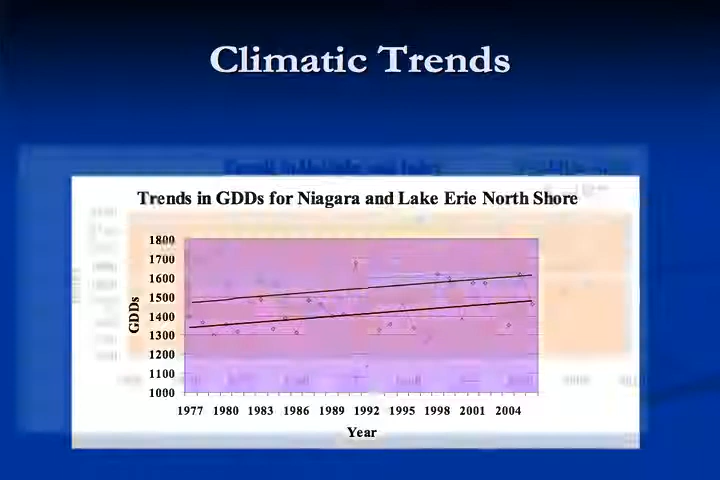 Climatic Trends
Trends in GDDs for Niagara and Lake Erie North Shore
1800
1700
1600
1500
1400
1300
1200
1100
1000
GDDs
1977 1980 1983 1986 1989 1992 1995 1998 2001 2004
Year